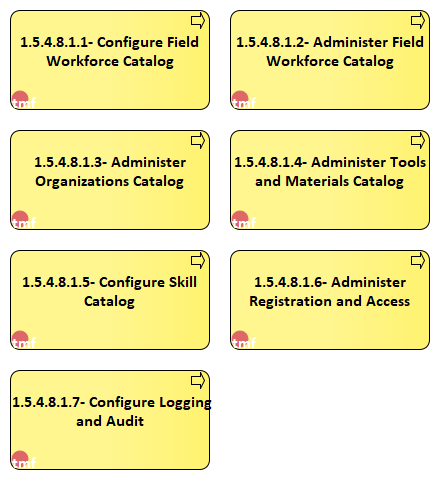 1.5.4.8.1.1- Configure Field
Workforce Catalog
tmf
1.5.4.8.1.2- Administer Field
Workforce Catalog
tmf
1.5.4.8.1.3- Administer
Organizations Catalog
tmf
1.5.4.8.1.4- Administer Tools
and Materials Catalog
tmf
1.5.4.8.1.5- Configure Skill
Catalog
tmf
1.5.4.8.1.6- Administer
Registration and Access
tmf
1.5.4.8.1.7- Configure Logging
and Audit
tmf